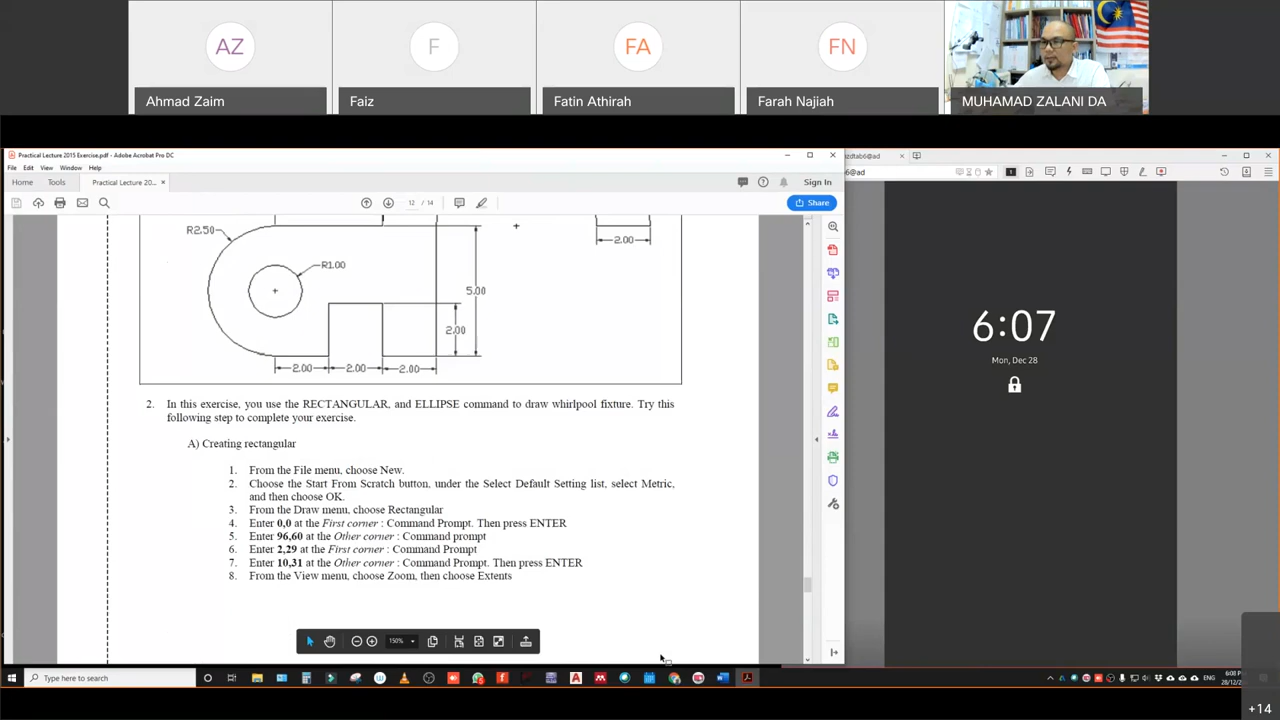 AZ
F
FA
FN
Ahmad Zaim
Faiz
Fatin Athirah
Farah Najiah
MUHAMAD ZALANI DA
Practical Lecture 2015 Exercise.pdf - Adobe Acrobat Pro DC
File Edit View Window Help
Home Tools Practical Lecture 20... ×
Sign In
12 / 14
Share
R2.50
R1.00
2.00
5.00
2.00
2.00 2.00 2.00
2. In this exercise, you use the RECTANGULAR, and ELLIPSE command to draw whirlpool fixture. Try this
following step to complete your exercise.
A) Creating rectangular
1. From the File menu, choose New.
2. Choose the Start From Scratch button, under the Select Default Setting list, select Metric,
and then choose OK.
3. From the Draw menu, choose Rectangular
4. Enter 0,0 at the First corner : Command Prompt. Then press ENTER
5. Enter 96,60 at the Other corner : Command prompt
6. Enter 2,29 at the First corner : Command Prompt
7. Enter 10,31 at the Other corner : Command Prompt. Then press ENTER
8. From the View menu, choose Zoom, then choose Extents
150%
6:07
Mon, Dec 28
Type here to search
ENG
6:08 PM
28/12/
+14